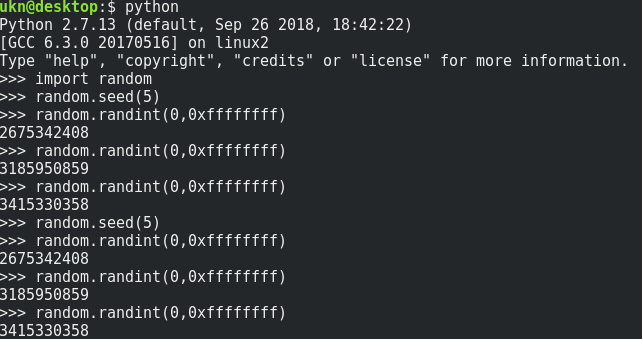 ukn@desktop:$ python
Python 2.7.13 (default, Sep 26 2018, 18:42:22)
[GCC 6.3.0 20170516] on linux2
Type "help", "copyright", "credits" or "license" for more information.
>>> import random
>>> random.seed(5)
>>> random.randint(0,0xffffffff)
2675342408
>>> random.randint(0,0xffffffff)
3185950859
>>> random.randint(0,0xffffffff)
3415330358
>>> random.seed(5)
>>> random.randint(0,0xffffffff)
2675342408
>>> random.randint(0,0xffffffff)
3185950859
>>> random.randint(0,0xffffffff)
3415330358